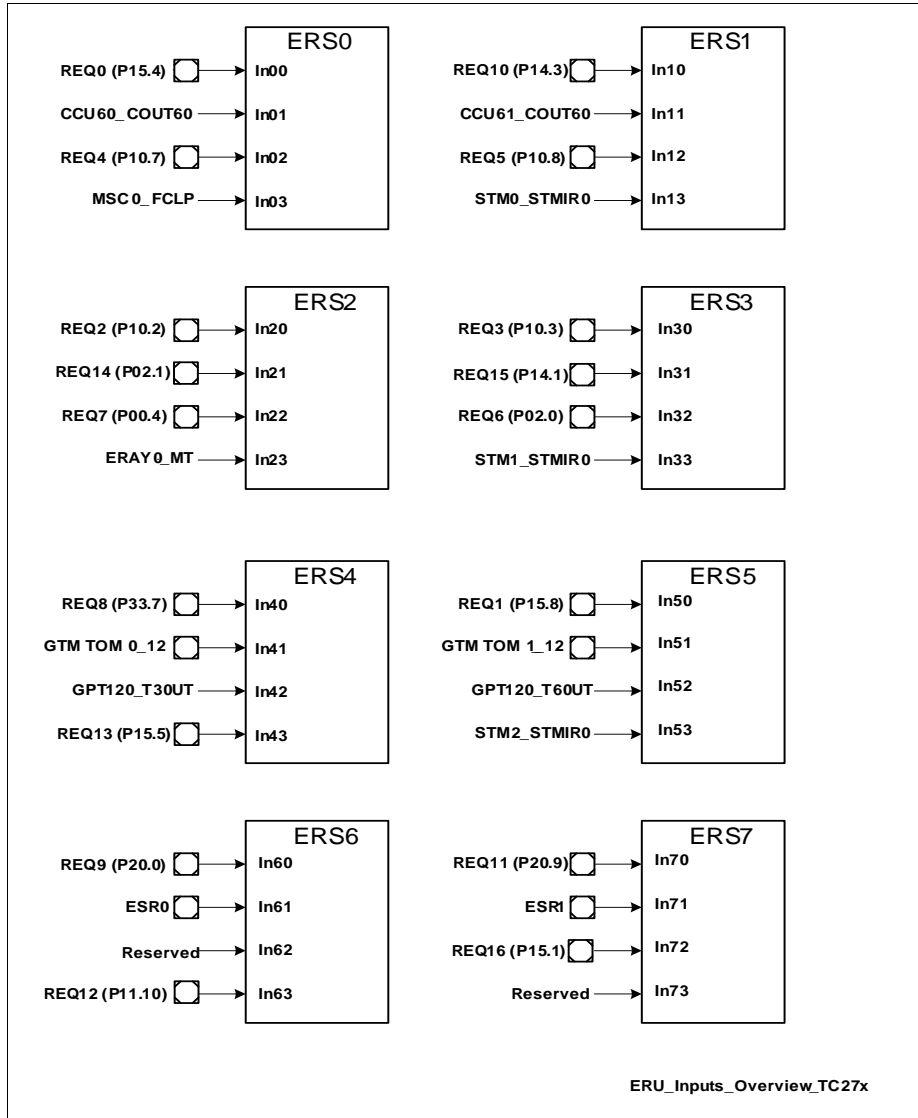 ERS0
REQ0 (P15.4) In00
CCU60_COUT60 In01
REQ4 (P10.7) In02
MSC0_FCLP In03
ERS1
REQ10 (P14.3) In10
CCU61_COUT60 In11
REQ5 (P10.8) In12
STM0_STMIR0 In13
ERS2
REQ2 (P10.2) In20
REQ14 (P02.1) In21
REQ7 (P00.4) In22
ERAY0_MT In23
ERS3
REQ3 (P10.3) In30
REQ15 (P14.1) In31
REQ6 (P02.0) In32
STM1_STMIR0 In33
ERS4
REQ8 (P33.7) In40
GTM TOM 0_12 In41
GPT120_T3OUT In42
REQ13 (P15.5) In43
ERS5
REQ1 (P15.8) In50
GTM TOM 1_12 In51
GPT120_T6OUT In52
STM2_STMIR0 In53
ERS6
REQ9 (P20.0) In60
ESR0 In61
Reserved In62
REQ12 (P11.10) In63
ERS7
REQ11 (P20.9) In70
ESR1 In71
REQ16 (P15.1) In72
Reserved In73
ERU_Inputs_Overview_TC27x